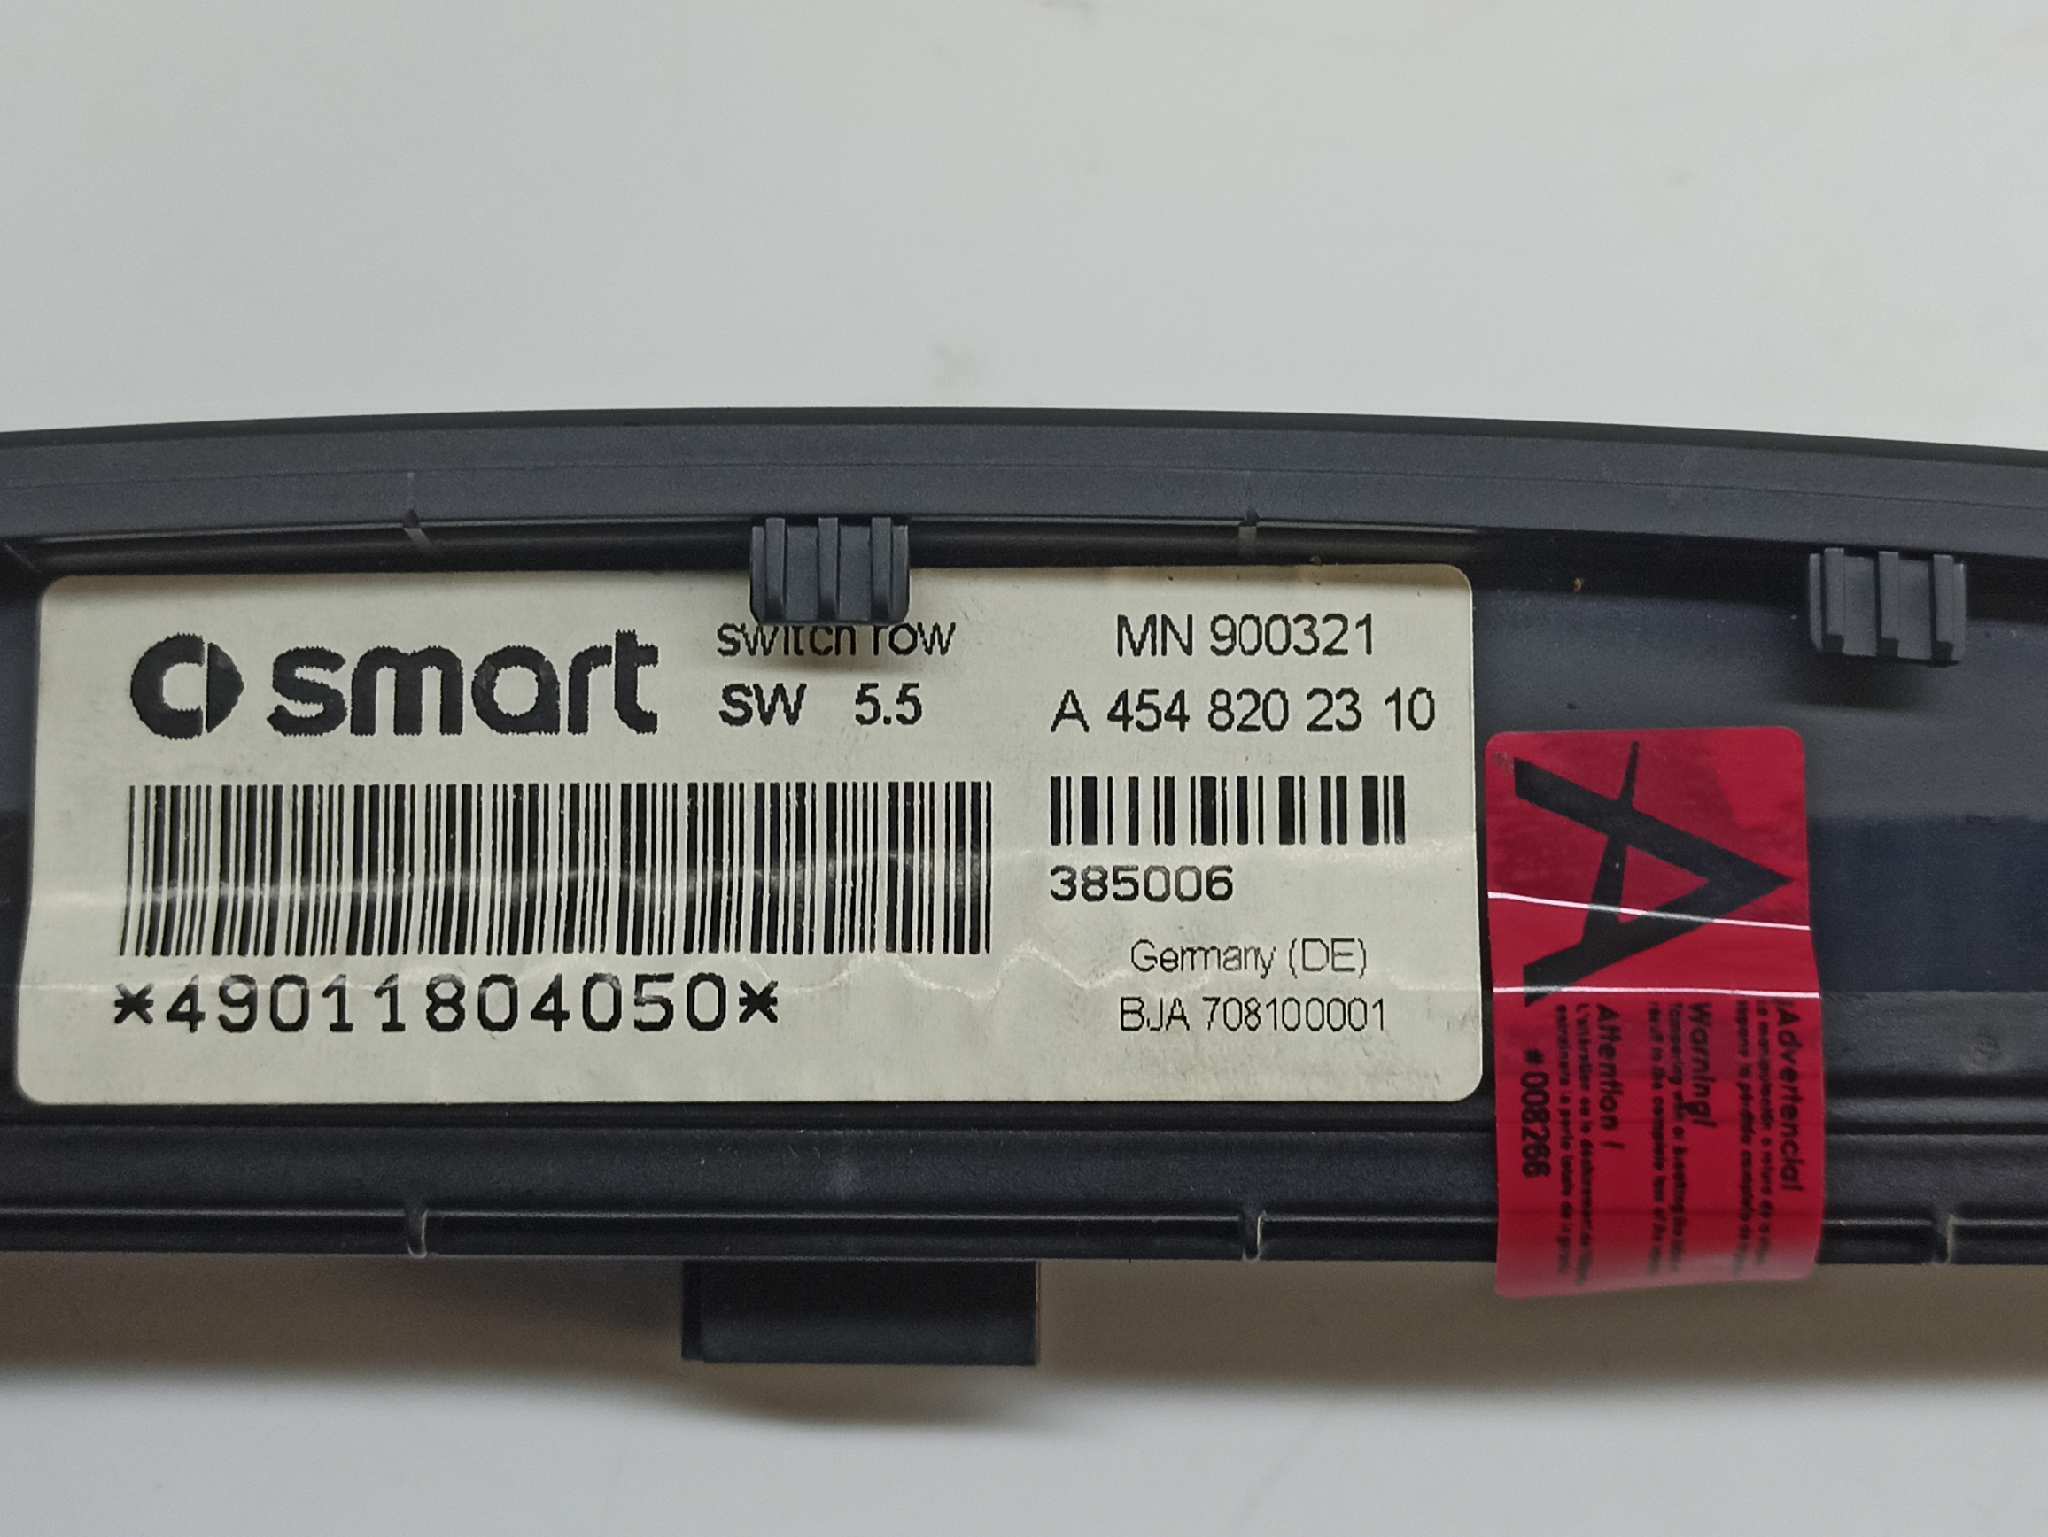 smart
switch row
SW 5.5
MN 900321
A 454 820 23 10
385006
*49011804050*
Germany (DE)
BJA 708100001
A
¡Advertencia!
Warning!
Attention !
# 008266